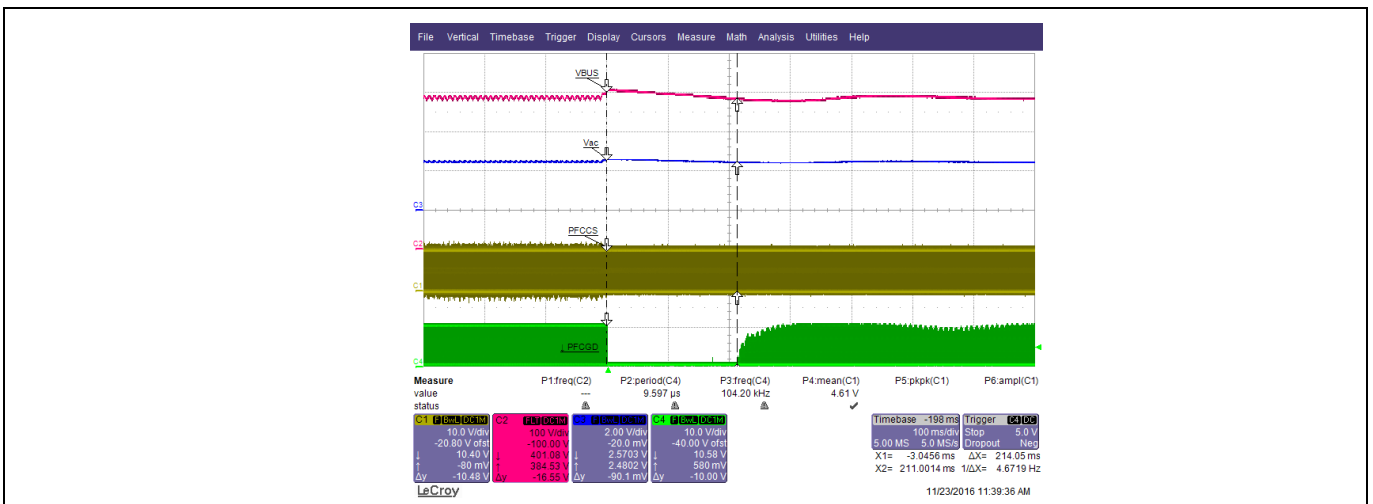 File Vertical Timebase Trigger Display Cursors Measure Math Analysis Utilities Help
VBUS
Vac
C3
PFCCS
C2
C1
↓ PFCGD
C4
Measure P1:freq(C2) P2:period(C4) P3:freq(C4) P4:mean(C1) P5:pkpk(C1) P6:ampl(C1)
value --- 9.597 µs 104.20 kHz 4.61 V
status
C1 F BwL DC1M C2 FLT DC1M C3 DC1M C4 F BwL DC1M Timebase -198 ms Trigger C4 DC
10.0 V/div 100 V/div 2.00 V/div 10.0 V/div 100 ms/div Stop 5.0 V
-20.80 V ofst -100.00 V -20.0 mV -40.00 V ofst 5.00 MS 5.0 MS/s Dropout Neg
↓ 10.40 V ↓ 401.08 V ↓ 2.5703 V ↓ 10.58 V X1= -3.0456 ms ΔX= 214.05 ms
↑ -80 mV ↑ 384.53 V ↑ 2.4802 V ↑ 580 mV X2= 211.0014 ms 1/ΔX= 4.6719 Hz
Δy -10.48 V Δy -16.55 V Δy -90.1 mV Δy -10.00 V
LeCroy 11/23/2016 11:39:36 AM